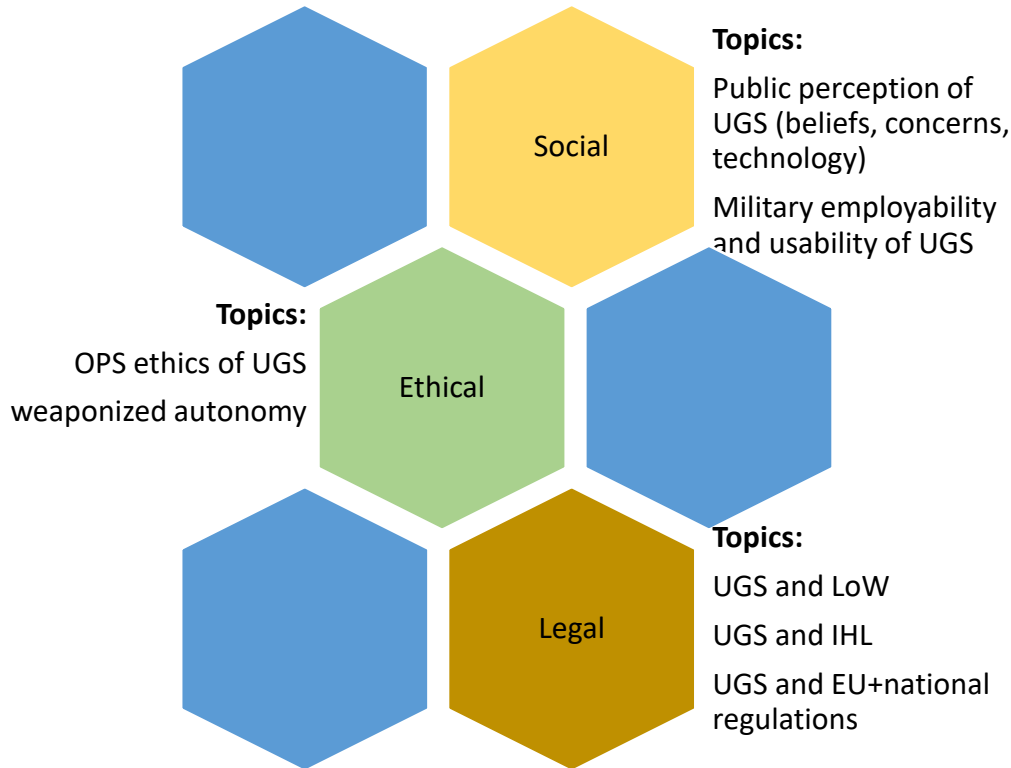 Topics:
Public perception of
UGS (beliefs, concerns,
technology)
Military employability
and usability of UGS
Social
Topics:
OPS ethics of UGS
weaponized autonomy
Ethical
Legal
Topics:
UGS and LoW
UGS and IHL
UGS and EU+national
regulations